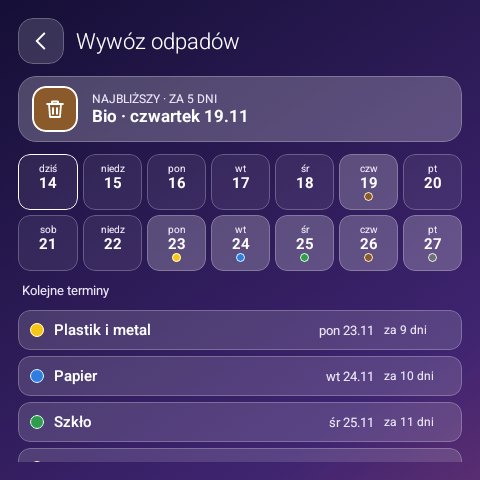 Wywóz odpadów
NAJBLIŻSZY · ZA 5 DNI
Bio · czwartek 19.11
dziś niedz pon wt śr czw pt
14 15 16 17 18 19 20
sob niedz pon wt śr czw pt
21 22 23 24 25 26 27
Kolejne terminy
Plastik i metal pon 23.11 za 9 dni
Papier wt 24.11 za 10 dni
Szkło śr 25.11 za 11 dni